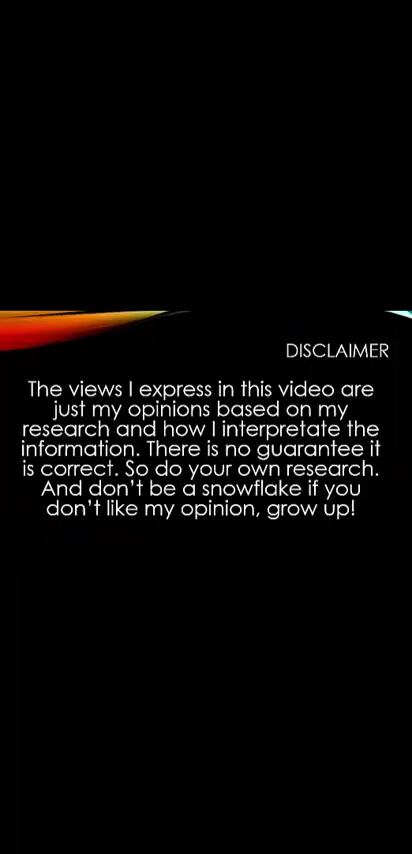 DISCLAIMER
The views I express in this video are
just my opinions based on my
research and how I interpretate the
information. There is no guarantee it
is correct. So do your own research.
And don't be a snowflake if you
don't like my opinion, grow up!